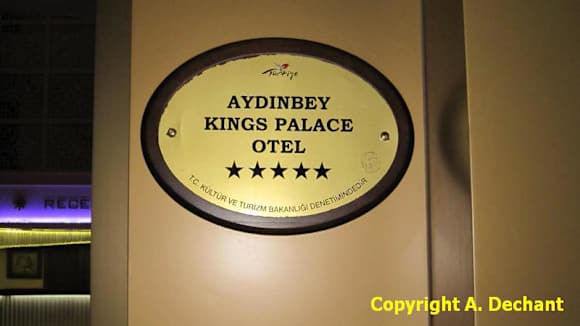 Türkiye
AYDINBEY
KINGS PALACE
OTEL
★★★★★
T.C. KÜLTÜR VE TURİZM BAKANLIĞI DENETİMİNDEDİR
RECE
Copyright A. Dechant